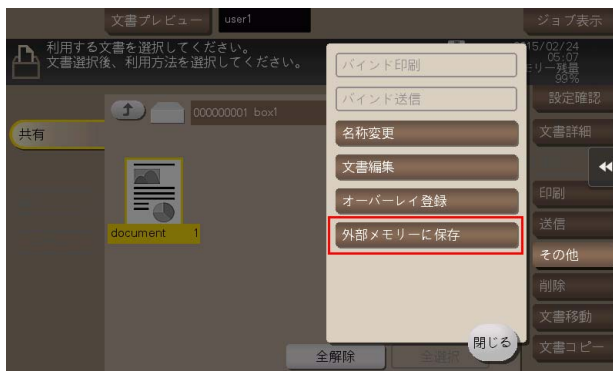 文書プレビュー
user1
ジョブ表示
利用する文書を選択してください。
文書選択後、利用方法を選択してください。
15/02/24
05:07
モリー残量
99%
000000001 box1
共有
document 1
バインド印刷
バインド送信
名称変更
文書編集
オーバーレイ登録
外部メモリーに保存
閉じる
設定確認
文書詳細
印刷
送信
その他
削除
文書移動
文書コピー
全解除
全選択